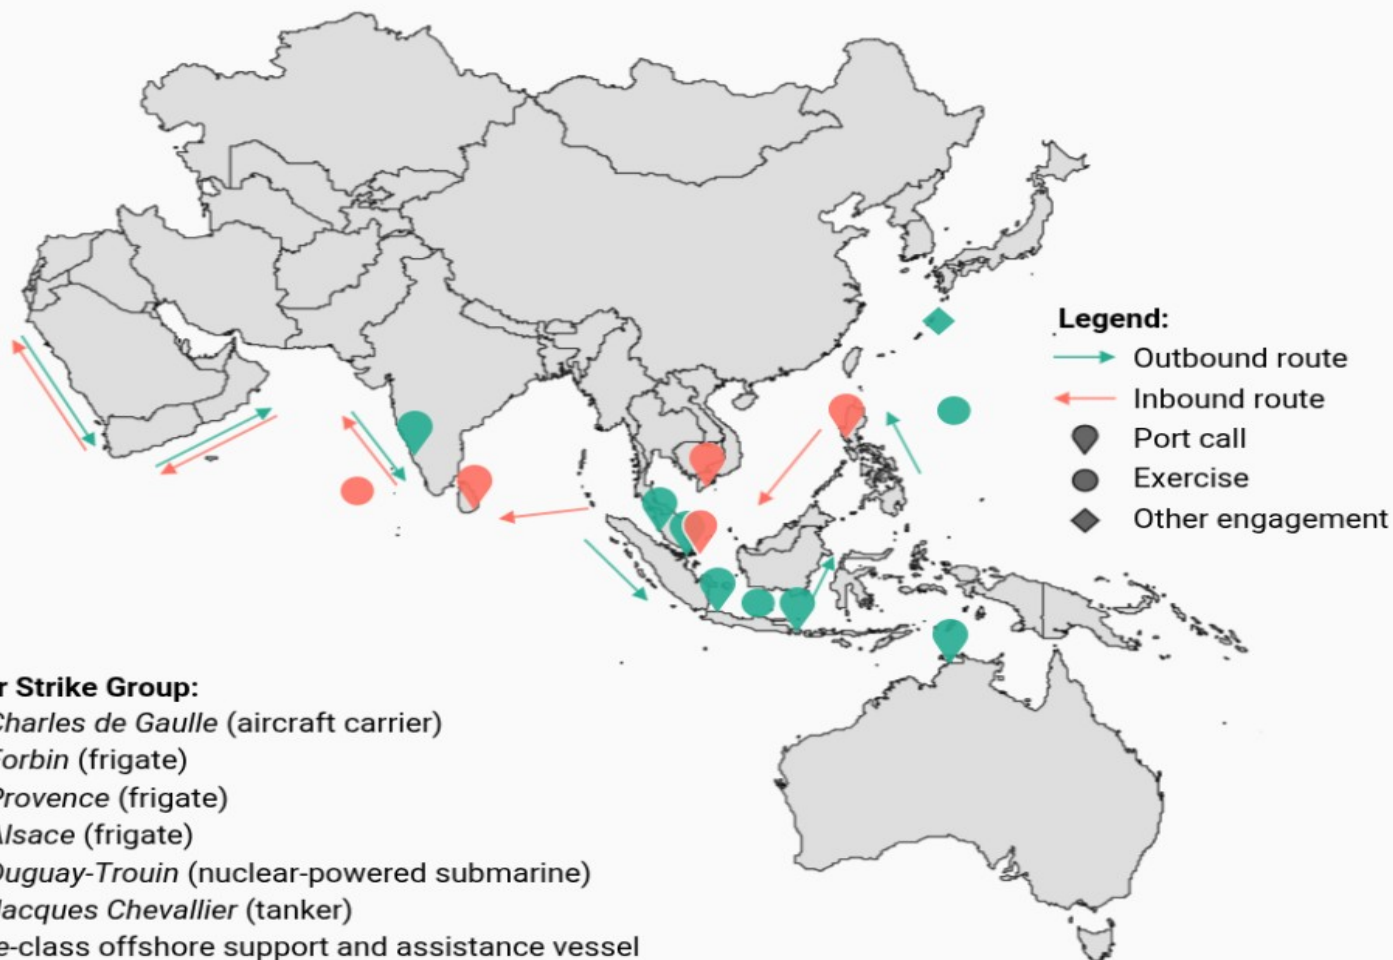 Legend:
Outbound route
Inbound route
Port call
Exercise
Other engagement
r Strike Group:
Charles de Gaulle (aircraft carrier)
Forbin (frigate)
Provence (frigate)
Alsace (frigate)
Duguay-Trouin (nuclear-powered submarine)
Jacques Chevallier (tanker)
e-class offshore support and assistance vessel